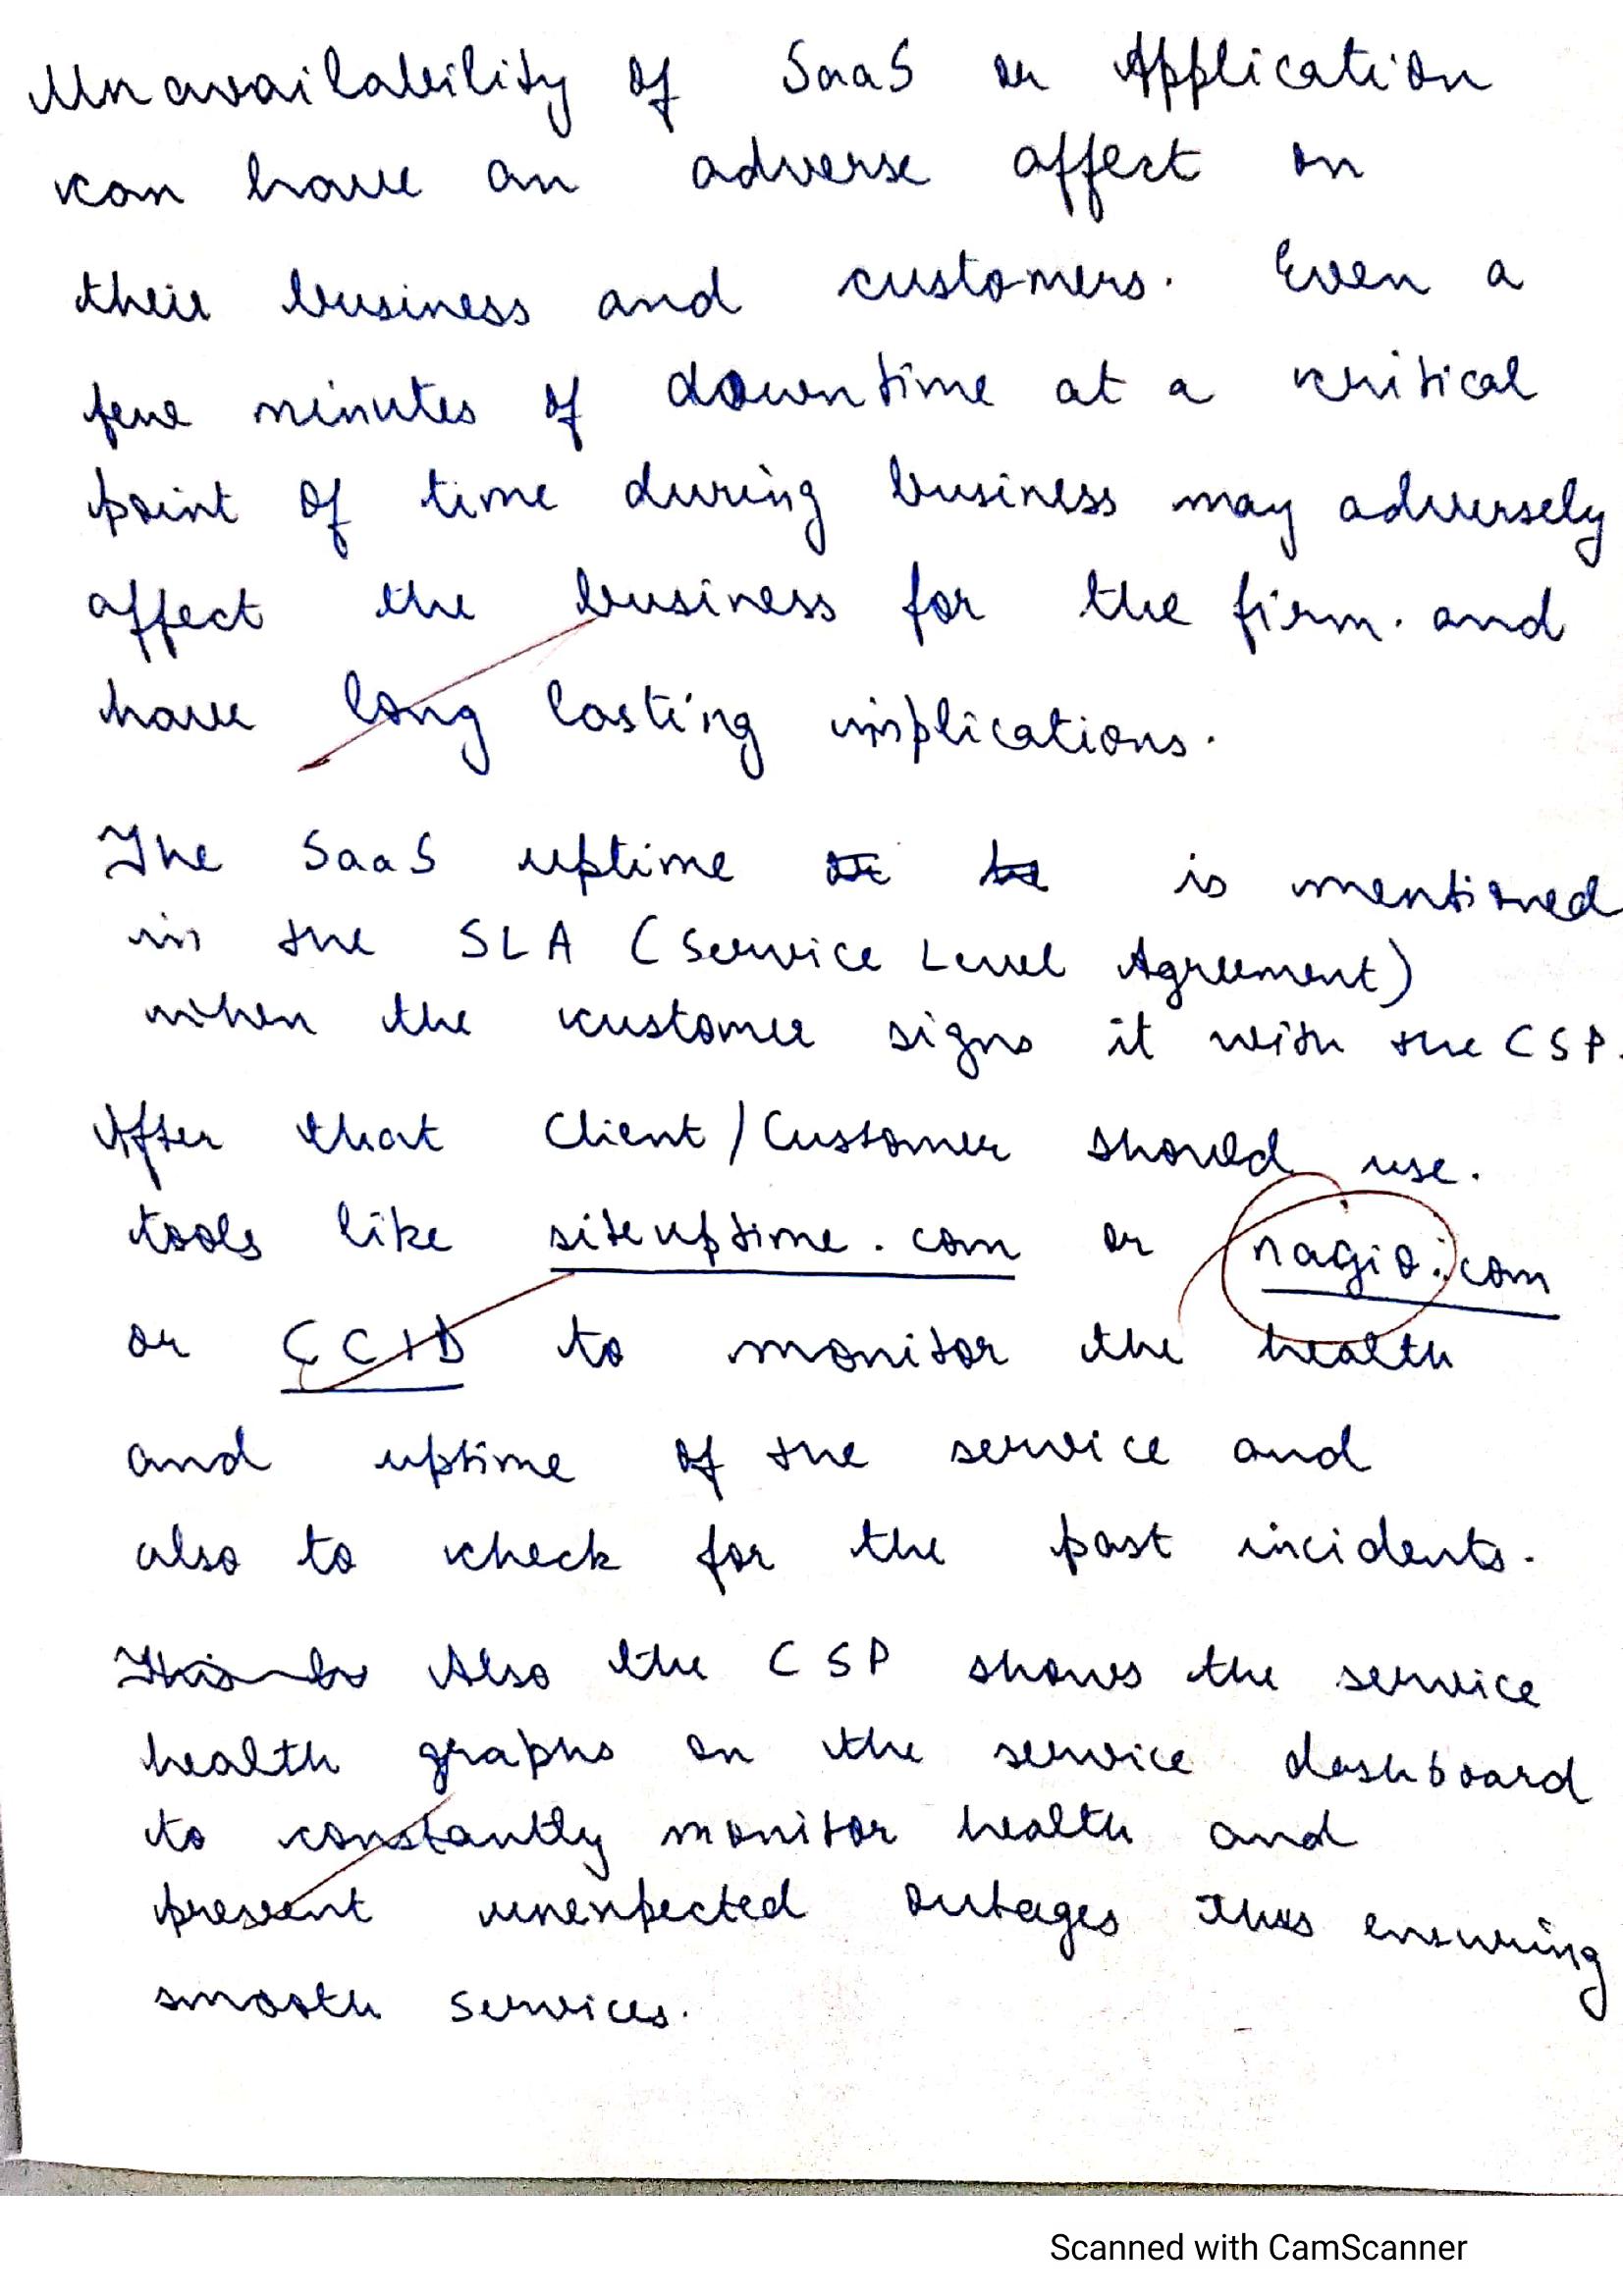 Unavailability of SaaS or Application
can have an adverse affect on
their business and customers. Even a
few minutes of downtime at a critical
point of time during business may adversely
affect the business for the firm. and
have long lasting implications.
The SaaS uptime is mentioned
in the SLA (Service Level Agreement)
when the customer signs it with the CSP.
After that Client/Customer should use.
tools like siteuptime.com or nagio.com
or to monitor the health
and uptime of the service and
also to check for the past incidents.
This Also the CSP shows the service
health graphs on the service dashboard
to constantly monitor health and
present unexpected outages thus ensuring
smooth services.
Scanned with CamScanner